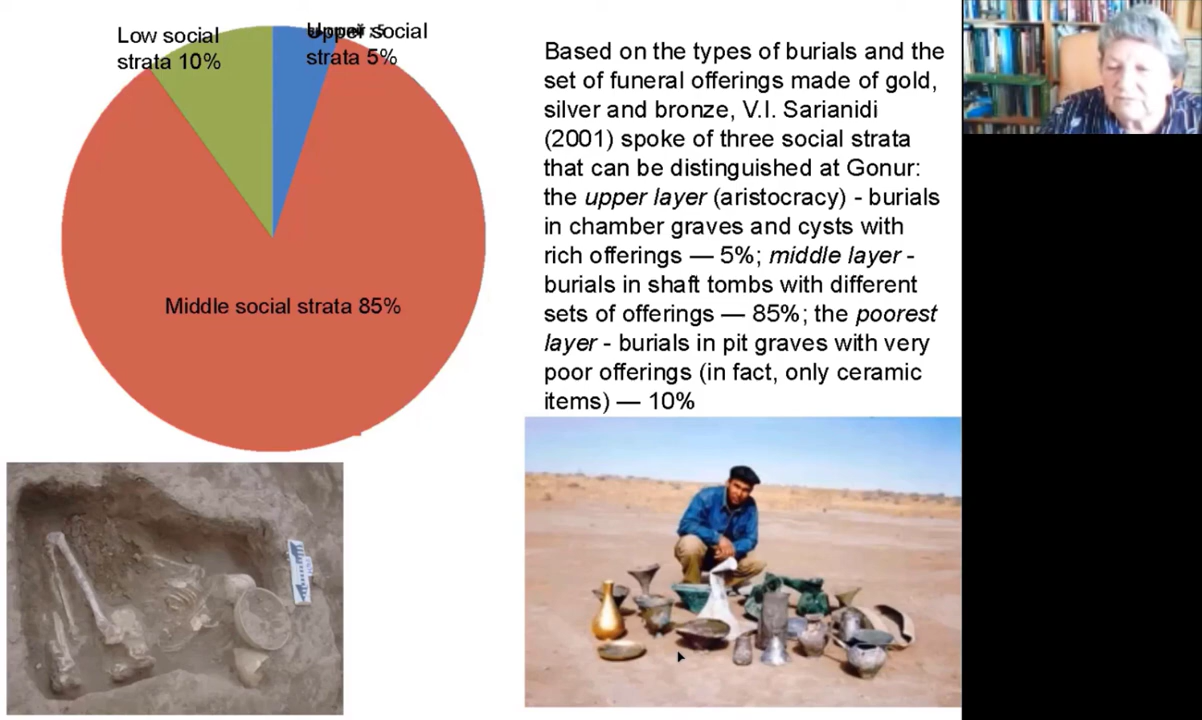 Low social
strata 10%
Upper social
strata 5%
Middle social strata 85%
Based on the types of burials and the
set of funeral offerings made of gold,
silver and bronze, V.I. Sarianidi
(2001) spoke of three social strata
that can be distinguished at Gonur:
the upper layer (aristocracy) - burials
in chamber graves and cysts with
rich offerings — 5%; middle layer -
burials in shaft tombs with different
sets of offerings — 85%; the poorest
layer - burials in pit graves with very
poor offerings (in fact, only ceramic
items) — 10%